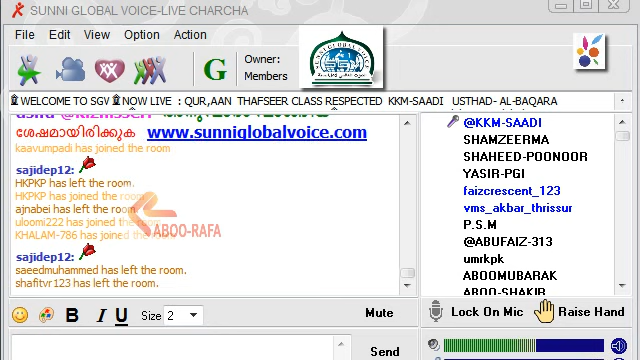 SUNNI GLOBAL VOICE-LIVE CHARCHA
File Edit View Option Action
G
Owner:
Members
WELCOME TO SGV NOW LIVE : QUR,AAN THAFSEER CLASS RESPECTED KKM-SAADI USTHAD- AL-BAQARA
ശേഷമായിരിക്കുക www.sunniglobalvoice.com
kaavumpadi has joined the room
sajidep12:
HKPKP has left the room.
HKPKP has joined the room
ajnabei has left the room.
uloomi222 has joined the room
KHALAM-786 has joined the room
ABOO-RAFA
sajidep12:
saeedmuhammed has left the room.
shafitvr123 has left the room.
@KKM-SAADI
SHAMZEERMA
SHAHEED-POONOOR
YASIR-PGI
faizcrescent_123
vms_akbar_thrissur
P.S.M
@ABUFAIZ-313
umrkpk
ABOOMUBARAK
ABOO-SHAKIR
B I U Size 2 Mute
Lock On Mic Raise Hand
Send